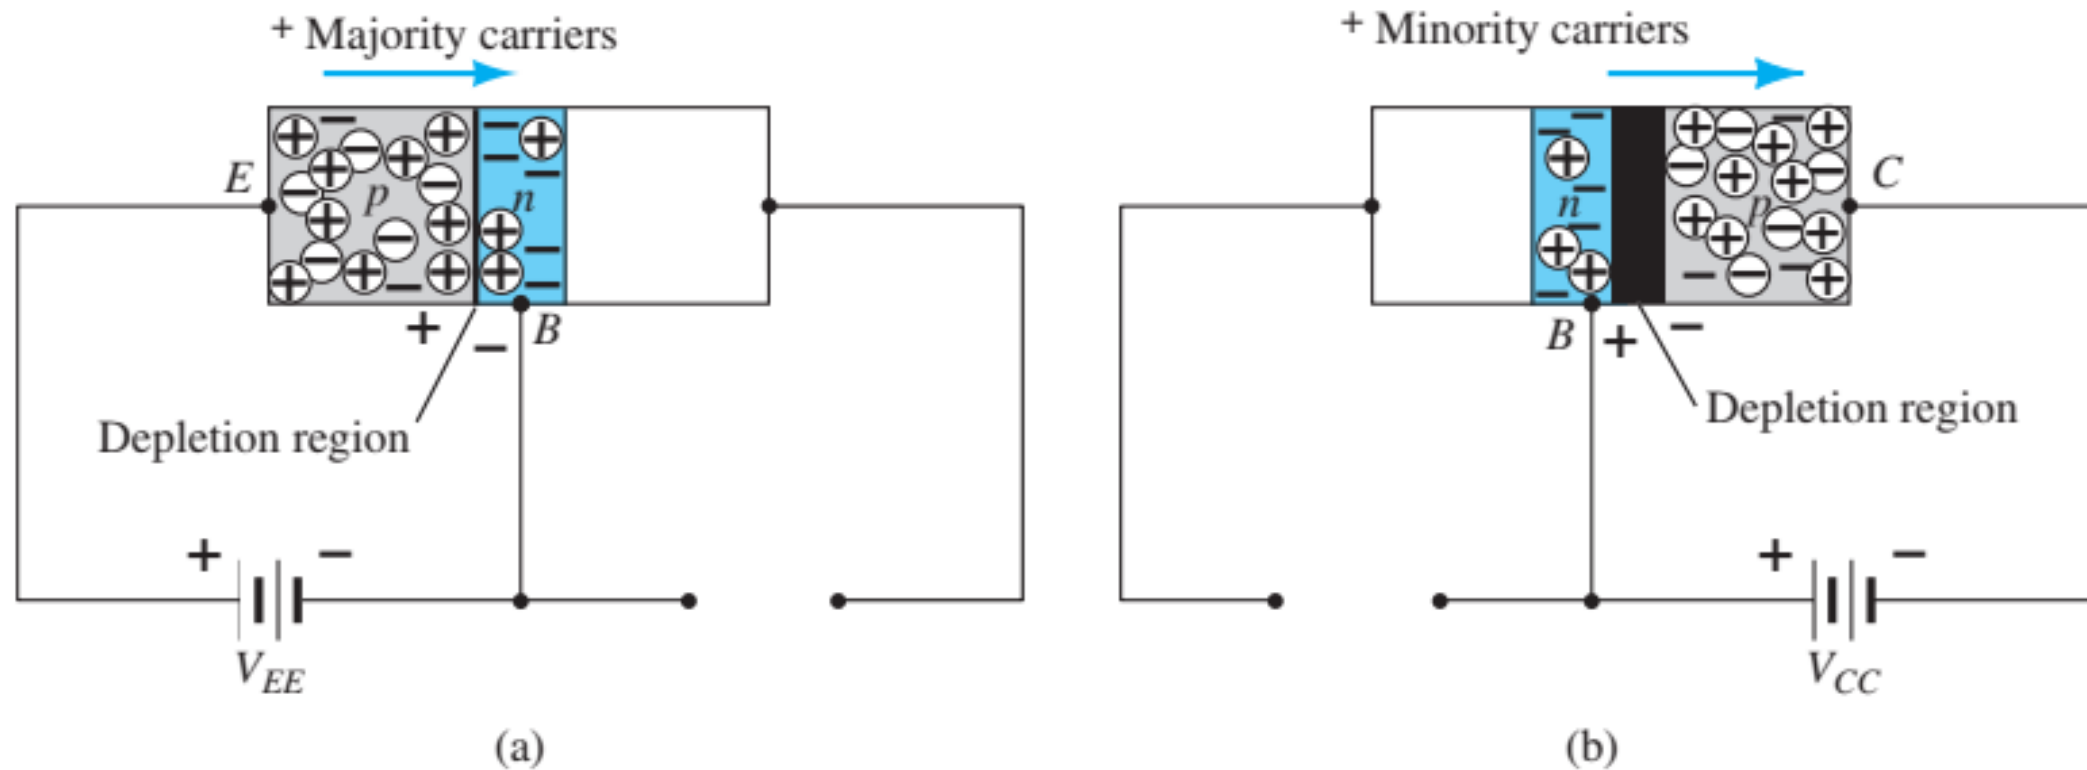 + Majority carriers
E
p
n
+
−
B
Depletion region
+
−
V_EE
(a)
+ Minority carriers
n
p
C
B
+
−
Depletion region
+
−
V_CC
(b)